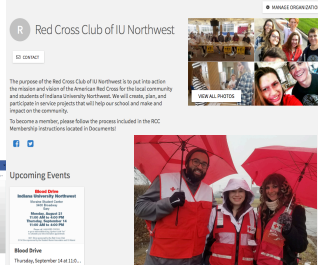 MANAGE ORGANIZATIO
R
Red Cross Club of IU Northwest
CONTACT
The purpose of the Red Cross Club of IU Northwest is to put into action
the mission and vision of the American Red Cross for the local community
and students of Indiana University Northwest. We will create, plan, and
participate in service projects that will help our school and make and
impact on the community.
To become a member, please follow the process included in the RCC
Membership instructions located in Documents!
VIEW ALL PHOTOS
Upcoming Events
Blood Drive
Indiana University Northwest
Blood Drive
Thursday, September 14 at 11:0...